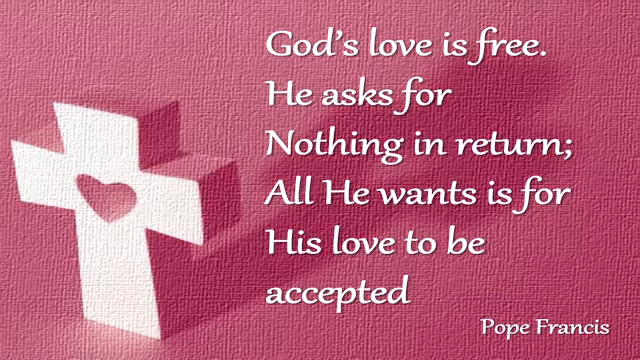 God's love is free.
He asks for
Nothing in return;
All He wants is for
His love to be
accepted
Pope Francis